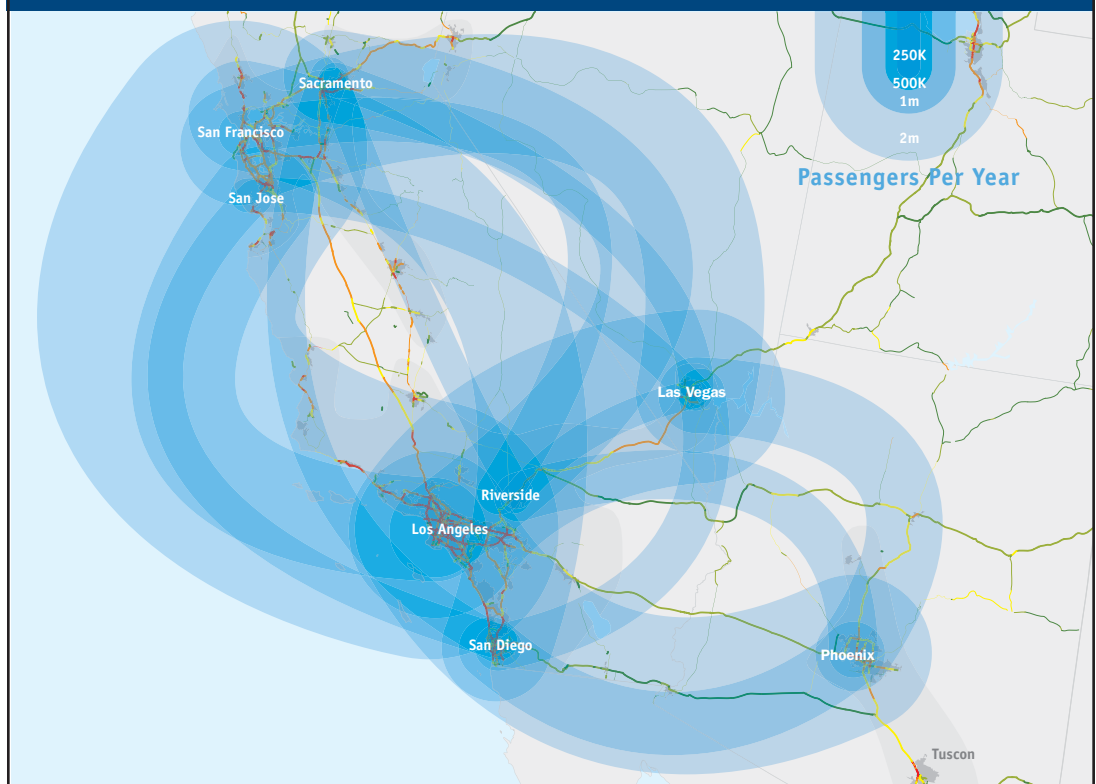 250K
Sacramento
500K
1m
San Francisco
2m
Passengers Per Year
San Jose
Las Vegas
Riverside
Los Angeles
San Diego
Phoenix
Tuscon